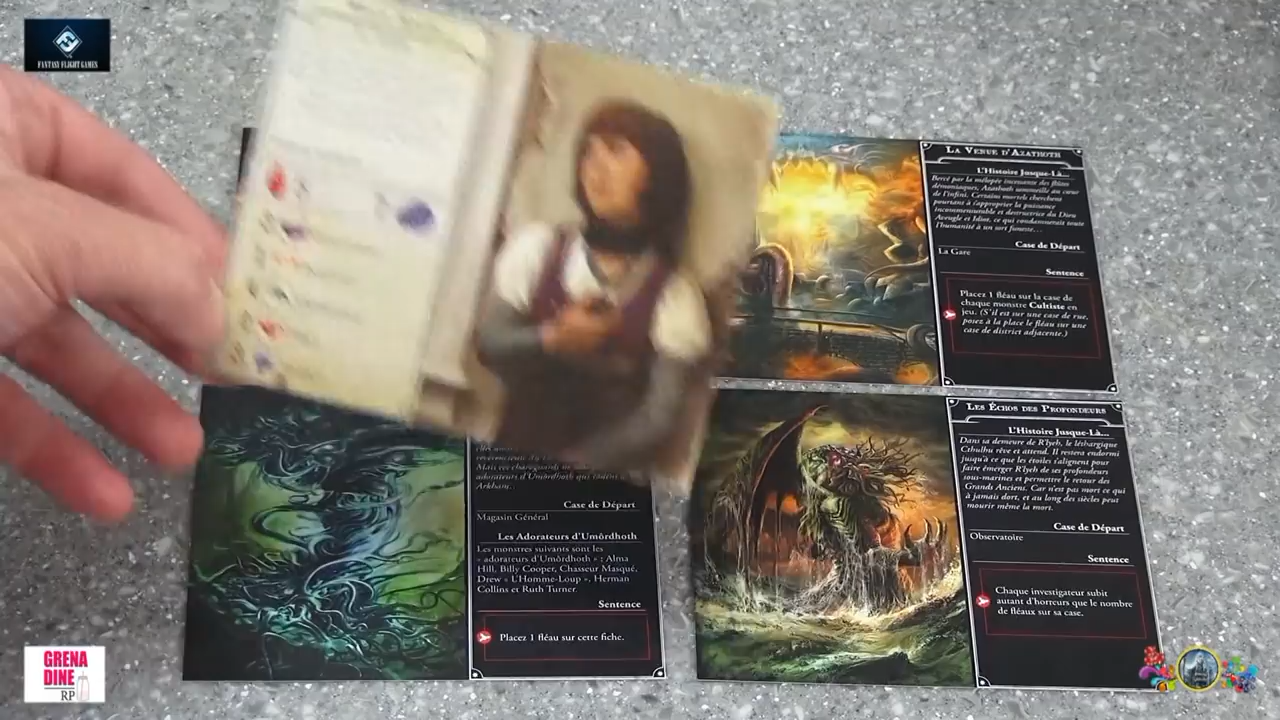 FANTASY FLIGHT GAMES
LA VENUE D'AZATHOTH
L'Histoire Jusque-Là...
Bercé par la mélopée incessante des flûtes
démoniaques, Azathoth sommeille au cœur
de l'infini. Certains mortels cherchent
pourtant à s'approprier la puissance
incommensurable et destructrice du Dieu
Aveugle et Idiot, ce qui condamnerait toute
l'humanité à un sort funeste…
Case de Départ
La Gare
Sentence
Placez 1 fléau sur la case de
chaque monstre Cultiste en
jeu. (S'il est sur une case de rue,
posez à la place le fléau sur une
case de district adjacente.)
adorateurs d'Umôrdhoth qui rôdent à
Arkham.
Case de Départ
Magasin Général
Les Adorateurs d'Umôrdhoth
Les monstres suivants sont les
« adorateurs d'Umôrdhoth » : Alma
Hill, Billy Cooper, Chasseur Masqué,
Drew « L'Homme-Loup », Herman
Collins et Ruth Turner.
Sentence
Placez 1 fléau sur cette fiche.
LES ÉCHOS DES PROFONDEURS
L'Histoire Jusque-Là...
Dans sa demeure de R'lyeh, le léthargique
Cthulhu rêve et attend. Il restera endormi
jusqu'à ce que les étoiles s'alignent pour
faire émerger R'lyeh de ses profondeurs
sous-marines et permettre le retour des
Grands Anciens. Car n'est pas mort ce qui
à jamais dort, et au long des siècles peut
mourir même la mort.
Case de Départ
Observatoire
Sentence
Chaque investigateur subit
autant d'horreurs que le nombre
de fléaux sur sa case.
GRENA
DINE
RP